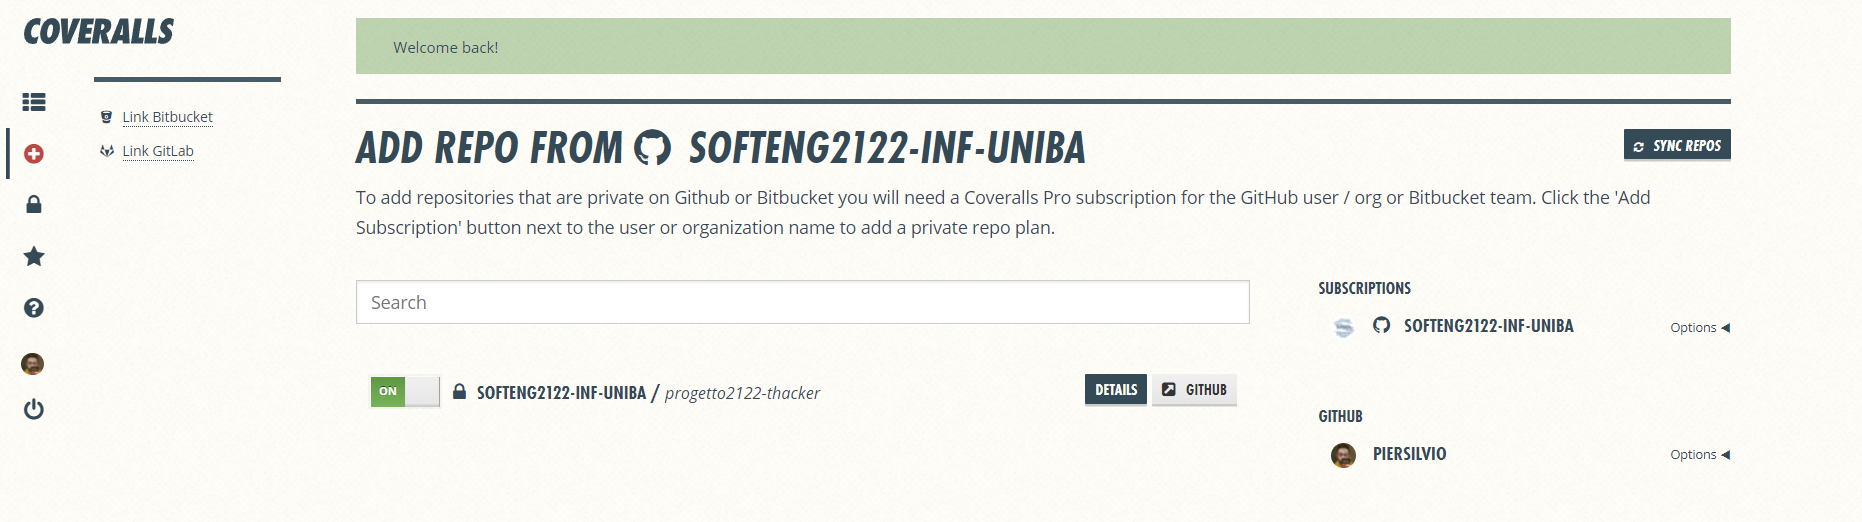 COVERALLS
Link Bitbucket
Link GitLab
Welcome back!
ADD REPO FROM SOFTENG2122-INF-UNIBA
SYNC REPOS
To add repositories that are private on Github or Bitbucket you will need a Coveralls Pro subscription for the GitHub user / org or Bitbucket team. Click the 'Add
Subscription' button next to the user or organization name to add a private repo plan.
Search
ON
SOFTENG2122-INF-UNIBA / progetto2122-thacker
DETAILS
GITHUB
SUBSCRIPTIONS
SOFTENG2122-INF-UNIBA
Options ◀
GITHUB
PIERSILVIO
Options ◀